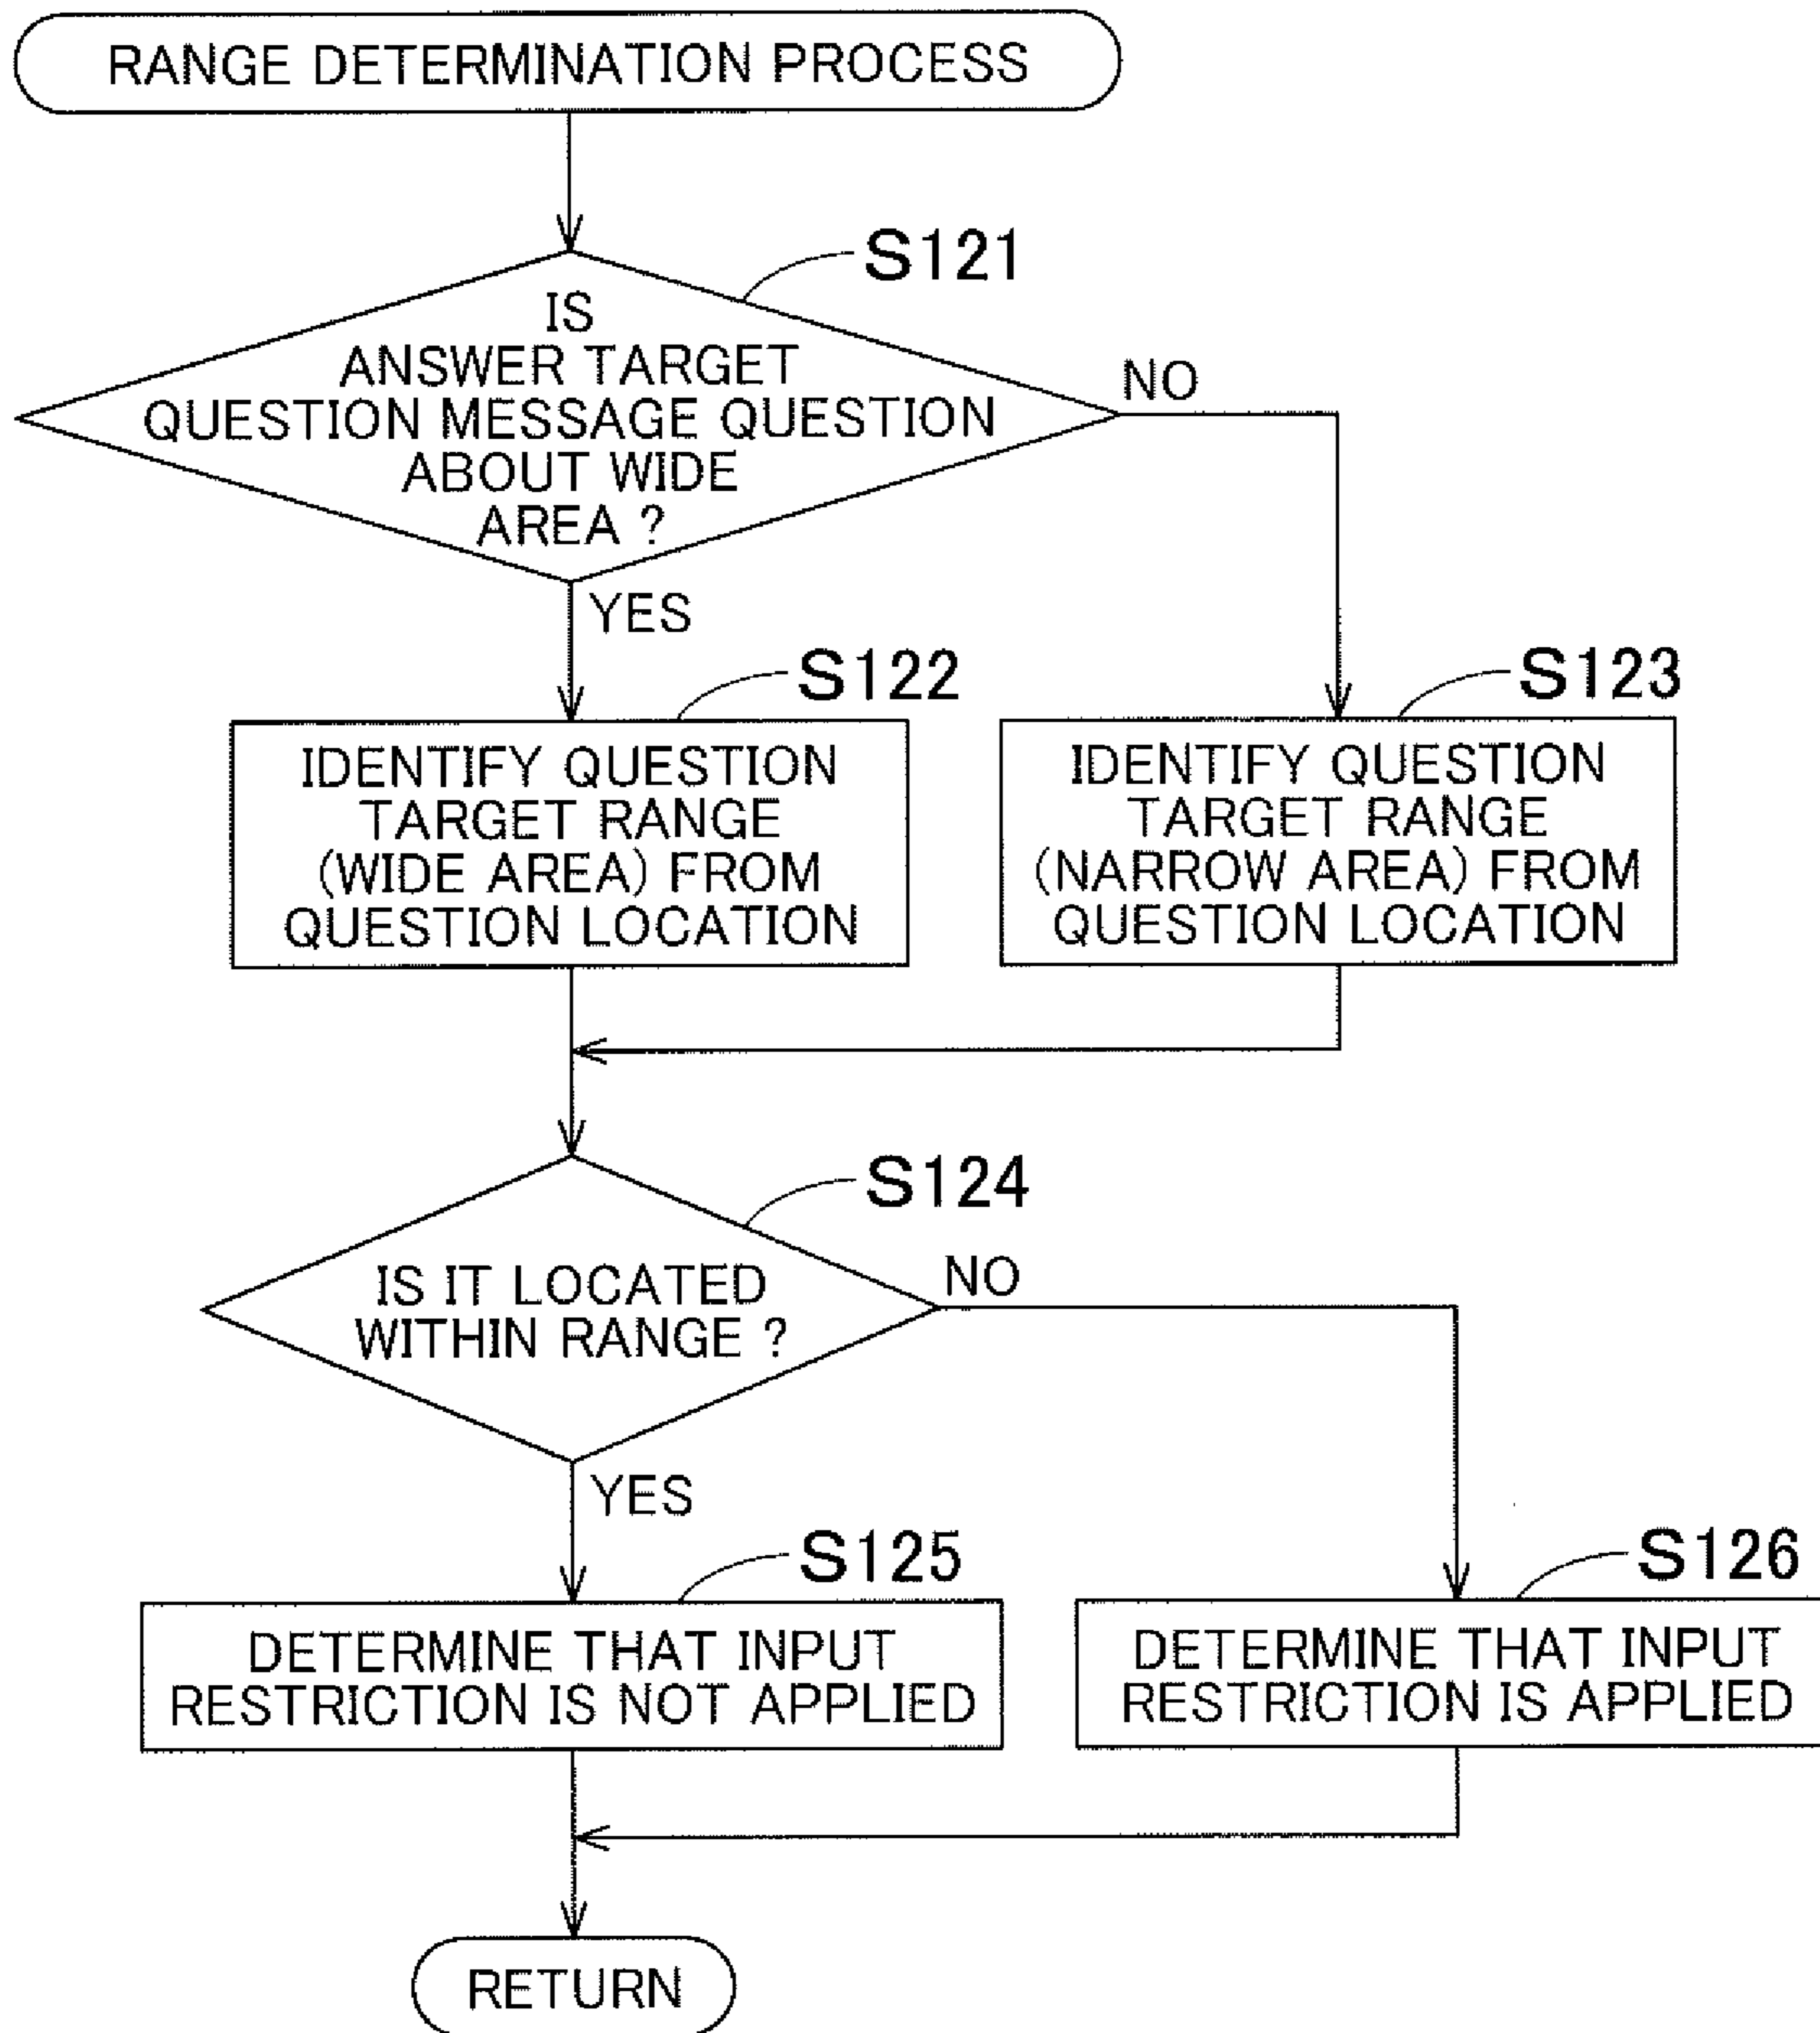 RANGE DETERMINATION PROCESS
S121
IS
ANSWER TARGET
QUESTION MESSAGE QUESTION
ABOUT WIDE
AREA ?
NO
YES
S122
IDENTIFY QUESTION
TARGET RANGE
(WIDE AREA) FROM
QUESTION LOCATION
S123
IDENTIFY QUESTION
TARGET RANGE
(NARROW AREA) FROM
QUESTION LOCATION
S124
IS IT LOCATED
WITHIN RANGE ?
NO
YES
S125
DETERMINE THAT INPUT
RESTRICTION IS NOT APPLIED
S126
DETERMINE THAT INPUT
RESTRICTION IS APPLIED
RETURN